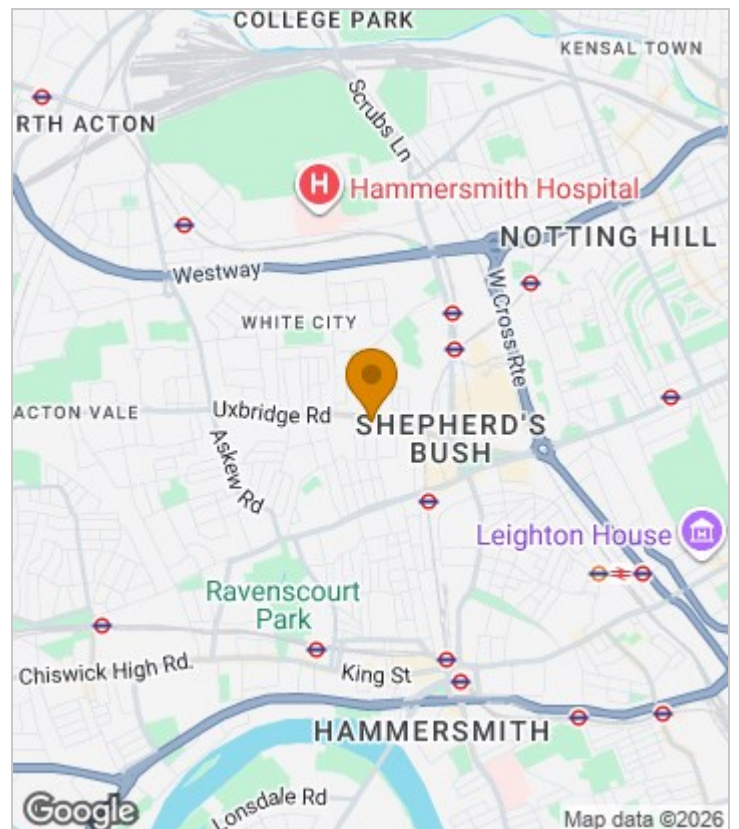 COLLEGE PARK
KENSAL TOWN
Scrubs Ln
RTH ACTON
H
Hammersmith Hospital
NOTTING HILL
Westway
W Cross Rte
WHITE CITY
ACTON VALE
Uxbridge Rd
SHEPHERD'S
BUSH
Askew Rd
Leighton House
Ravenscourt
Park
Chiswick High Rd.
King St
HAMMERSMITH
Lonsdale Rd
Google
Map data ©2026